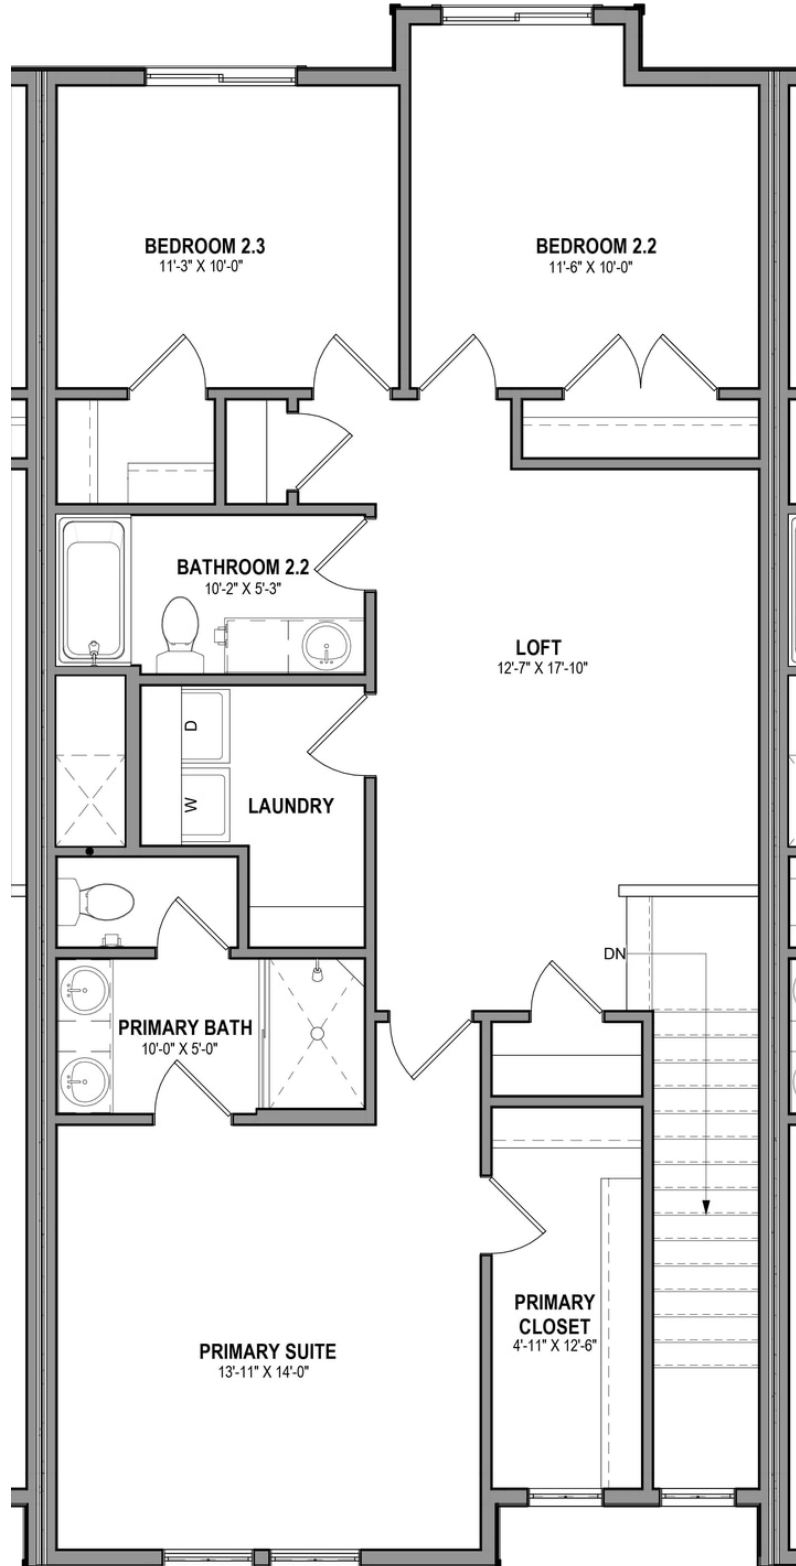 BEDROOM 2.3
11'-3" X 10'-0"
BEDROOM 2.2
11'-6" X 10'-0"
BATHROOM 2.2
10'-2" X 5'-3"
LOFT
12'-7" X 17'-10"
D
W
LAUNDRY
DN
PRIMARY BATH
10'-0" X 5'-0"
PRIMARY
CLOSET
4'-11" X 12'-6"
PRIMARY SUITE
13'-11" X 14'-0"